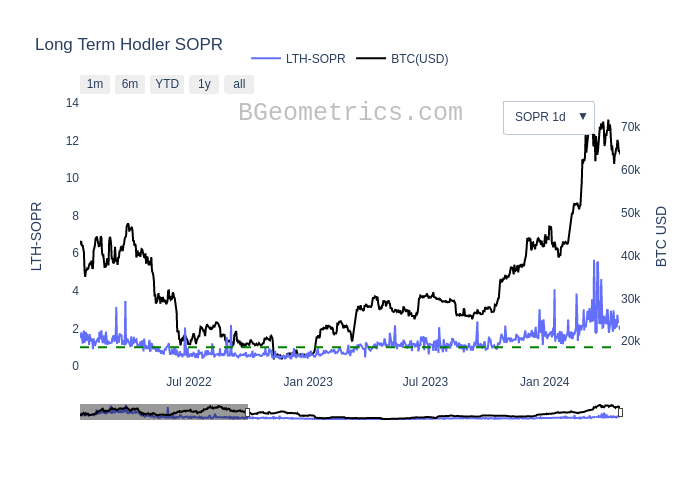 Long Term Hodler SOPR
LTH-SOPR
BTC(USD)
1m 6m YTD 1y all
BGeometrics.com
SOPR 1d ▼
14
12
10
8
6
4
2
0
LTH-SOPR
70k
60k
50k
40k
30k
20k
BTC USD
Jul 2022
Jan 2023
Jul 2023
Jan 2024